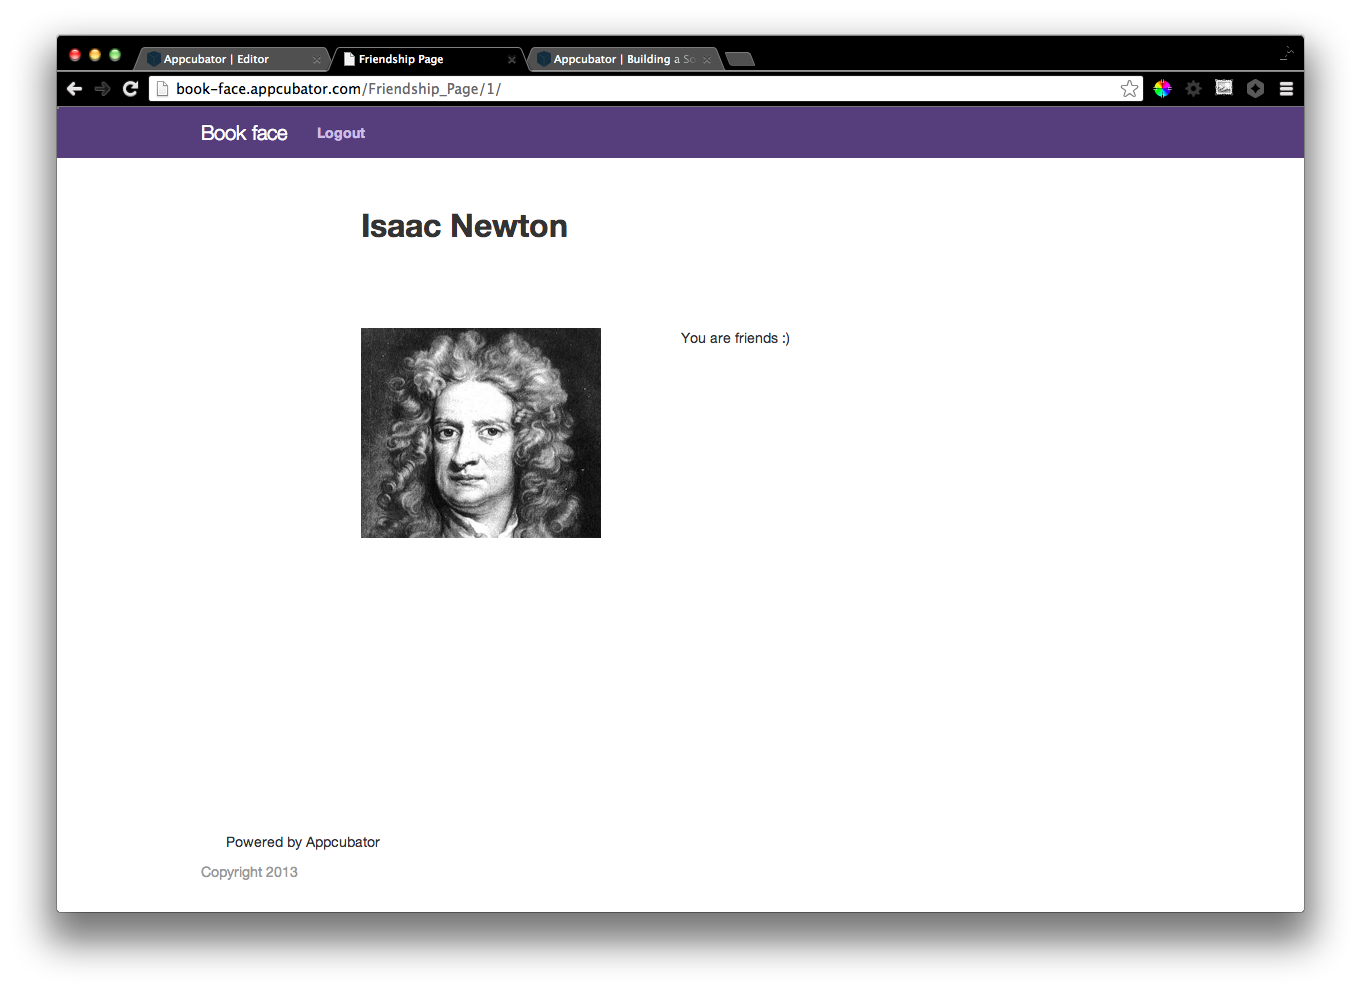 Appcubator | Editor
Friendship Page
Appcubator | Building a So
book-face.appcubator.com/Friendship_Page/1/
Book face
Logout
Isaac Newton
You are friends :)
Powered by Appcubator
Copyright 2013